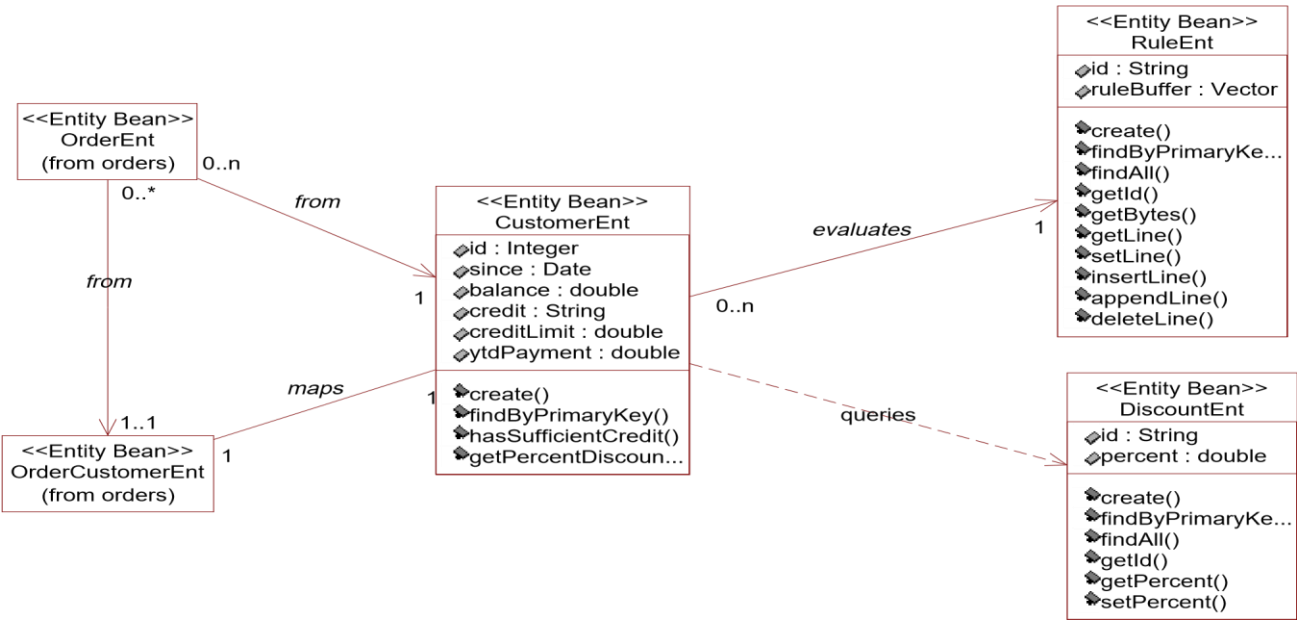 <<Entity Bean>>
OrderEnt
(from orders)
0..n
0..*
from
from
1..1
<<Entity Bean>>
OrderCustomerEnt
(from orders)
1
maps
1
1
<<Entity Bean>>
CustomerEnt
id : Integer
since : Date
balance : double
credit : String
creditLimit : double
ytdPayment : double
create()
findByPrimaryKey()
hasSufficientCredit()
getPercentDiscoun...
0..n
evaluates
1
queries
<<Entity Bean>>
RuleEnt
id : String
ruleBuffer : Vector
create()
findByPrimaryKe...
findAll()
getId()
getBytes()
getLine()
setLine()
insertLine()
appendLine()
deleteLine()
<<Entity Bean>>
DiscountEnt
id : String
percent : double
create()
findByPrimaryKe...
findAll()
getId()
getPercent()
setPercent()